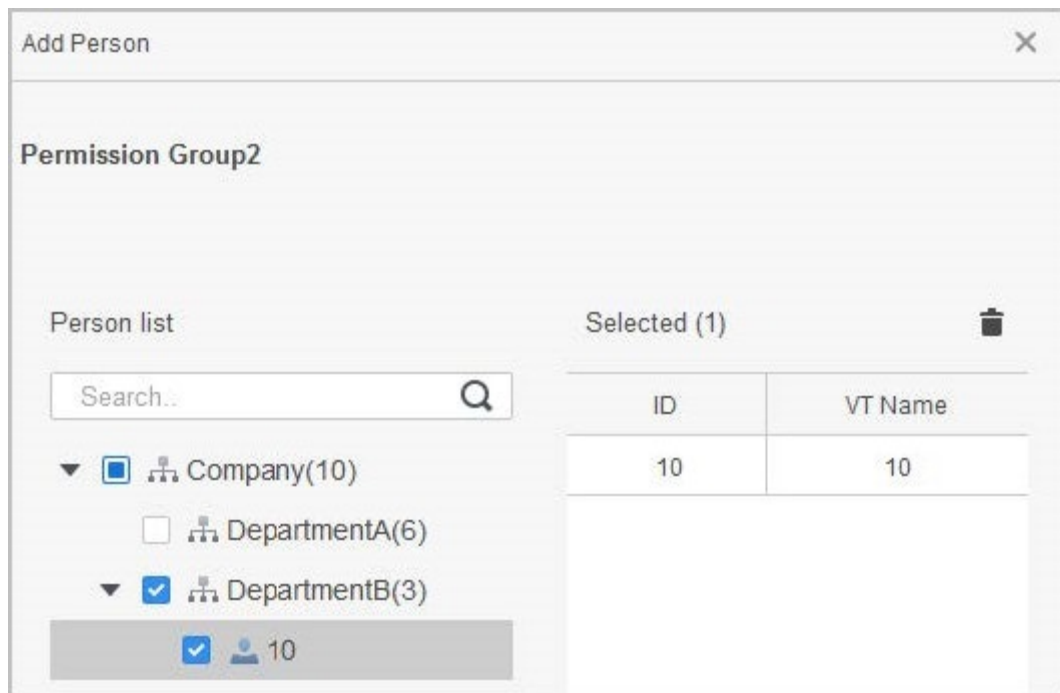 Add Person
Permission Group2
Person list
Search..
Company(10)
DepartmentA(6)
DepartmentB(3)
10
Selected (1)
ID VT Name
10 10